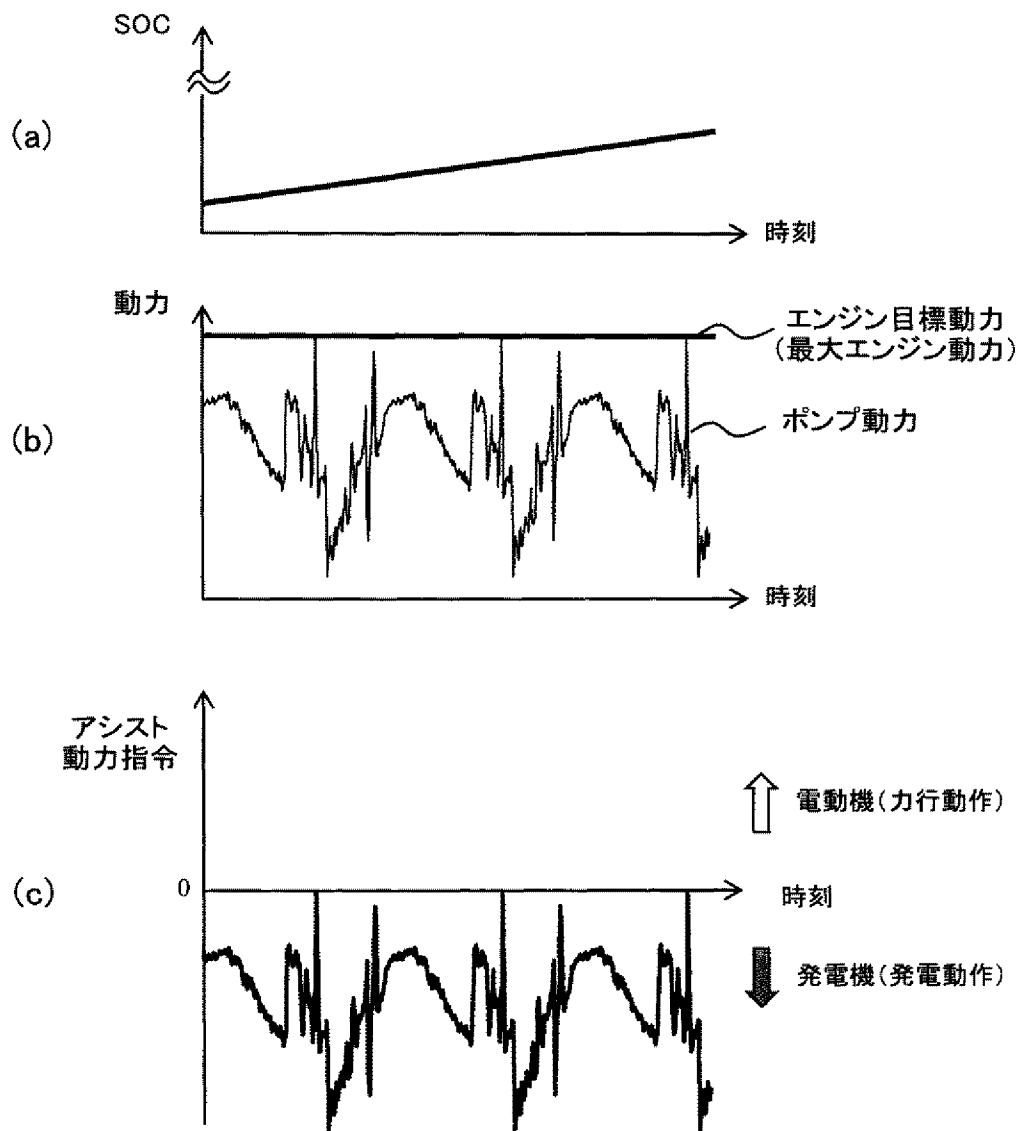 SOC
(a)
時刻
動力
エンジン目標動力
(最大エンジン動力)
ポンプ動力
(b)
時刻
アシスト
動力指令
電動機(力行動作)
(c)
0
時刻
発電機(発電動作)